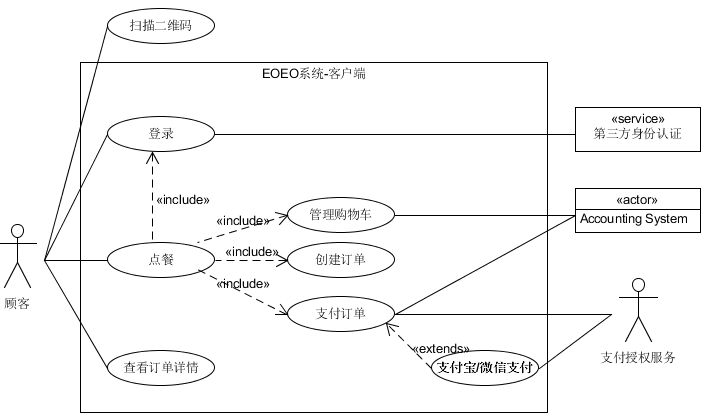 扫描二维码
EOEO系统-客户端
登录
«service»
第三方身份认证
«include»
«actor»
Accounting System
管理购物车
«include»
点餐
«include»
创建订单
«include»
顾客
支付订单
«extends»
支付授权服务
查看订单详情
支付宝/微信支付